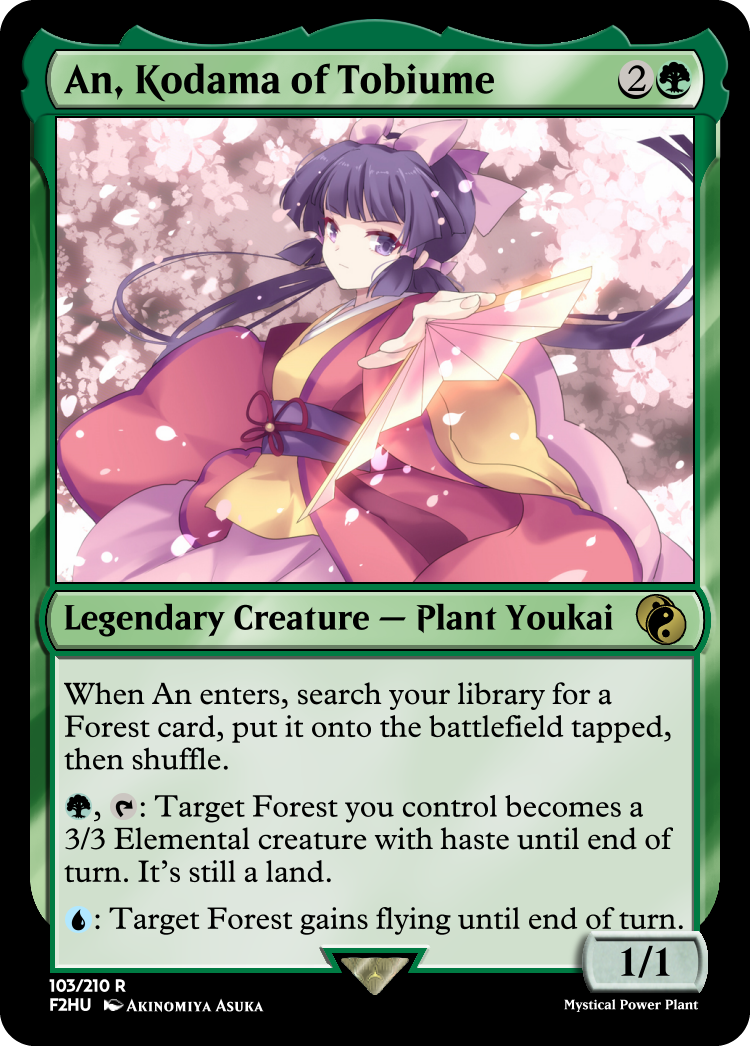 An, Kodama of Tobiume 2
Legendary Creature — Plant Youkai
When An enters, search your library for a
Forest card, put it onto the battlefield tapped,
then shuffle.
, : Target Forest you control becomes a
3/3 Elemental creature with haste until end of
turn. It's still a land.
: Target Forest gains flying until end of turn.
1/1
103/210 R
F2HU Akinomiya Asuka
Mystical Power Plant